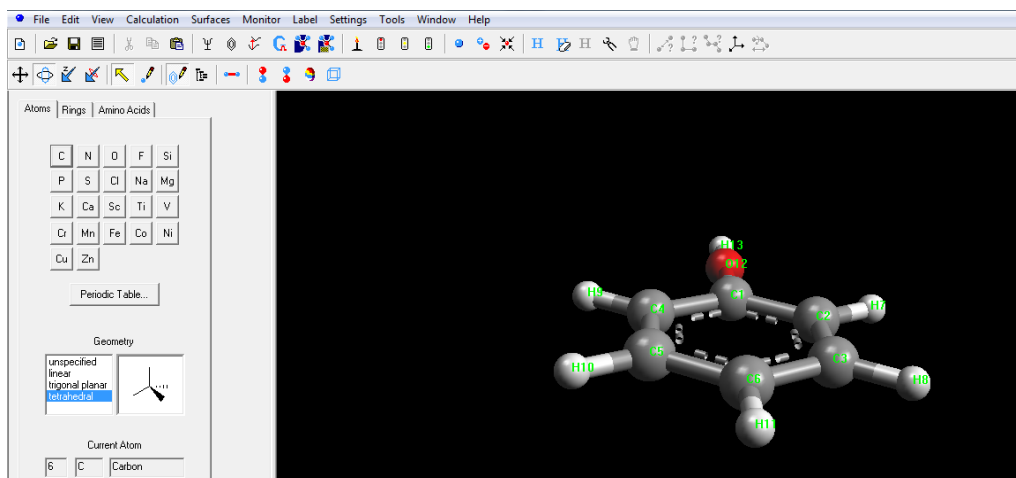 File Edit View Calculation Surfaces Monitor Label Settings Tools Window Help
Atoms Rings Amino Acids
C N O F Si
P S Cl Na Mg
K Ca Sc Ti V
Cr Mn Fe Co Ni
Cu Zn
Periodic Table...
Geometry
unspecified
linear
trigonal planar
tetrahedral
Current Atom
6 C Carbon
H13
O12
H9
C1
H7
C4
C2
C5
C3
H10
C6
H8
H11